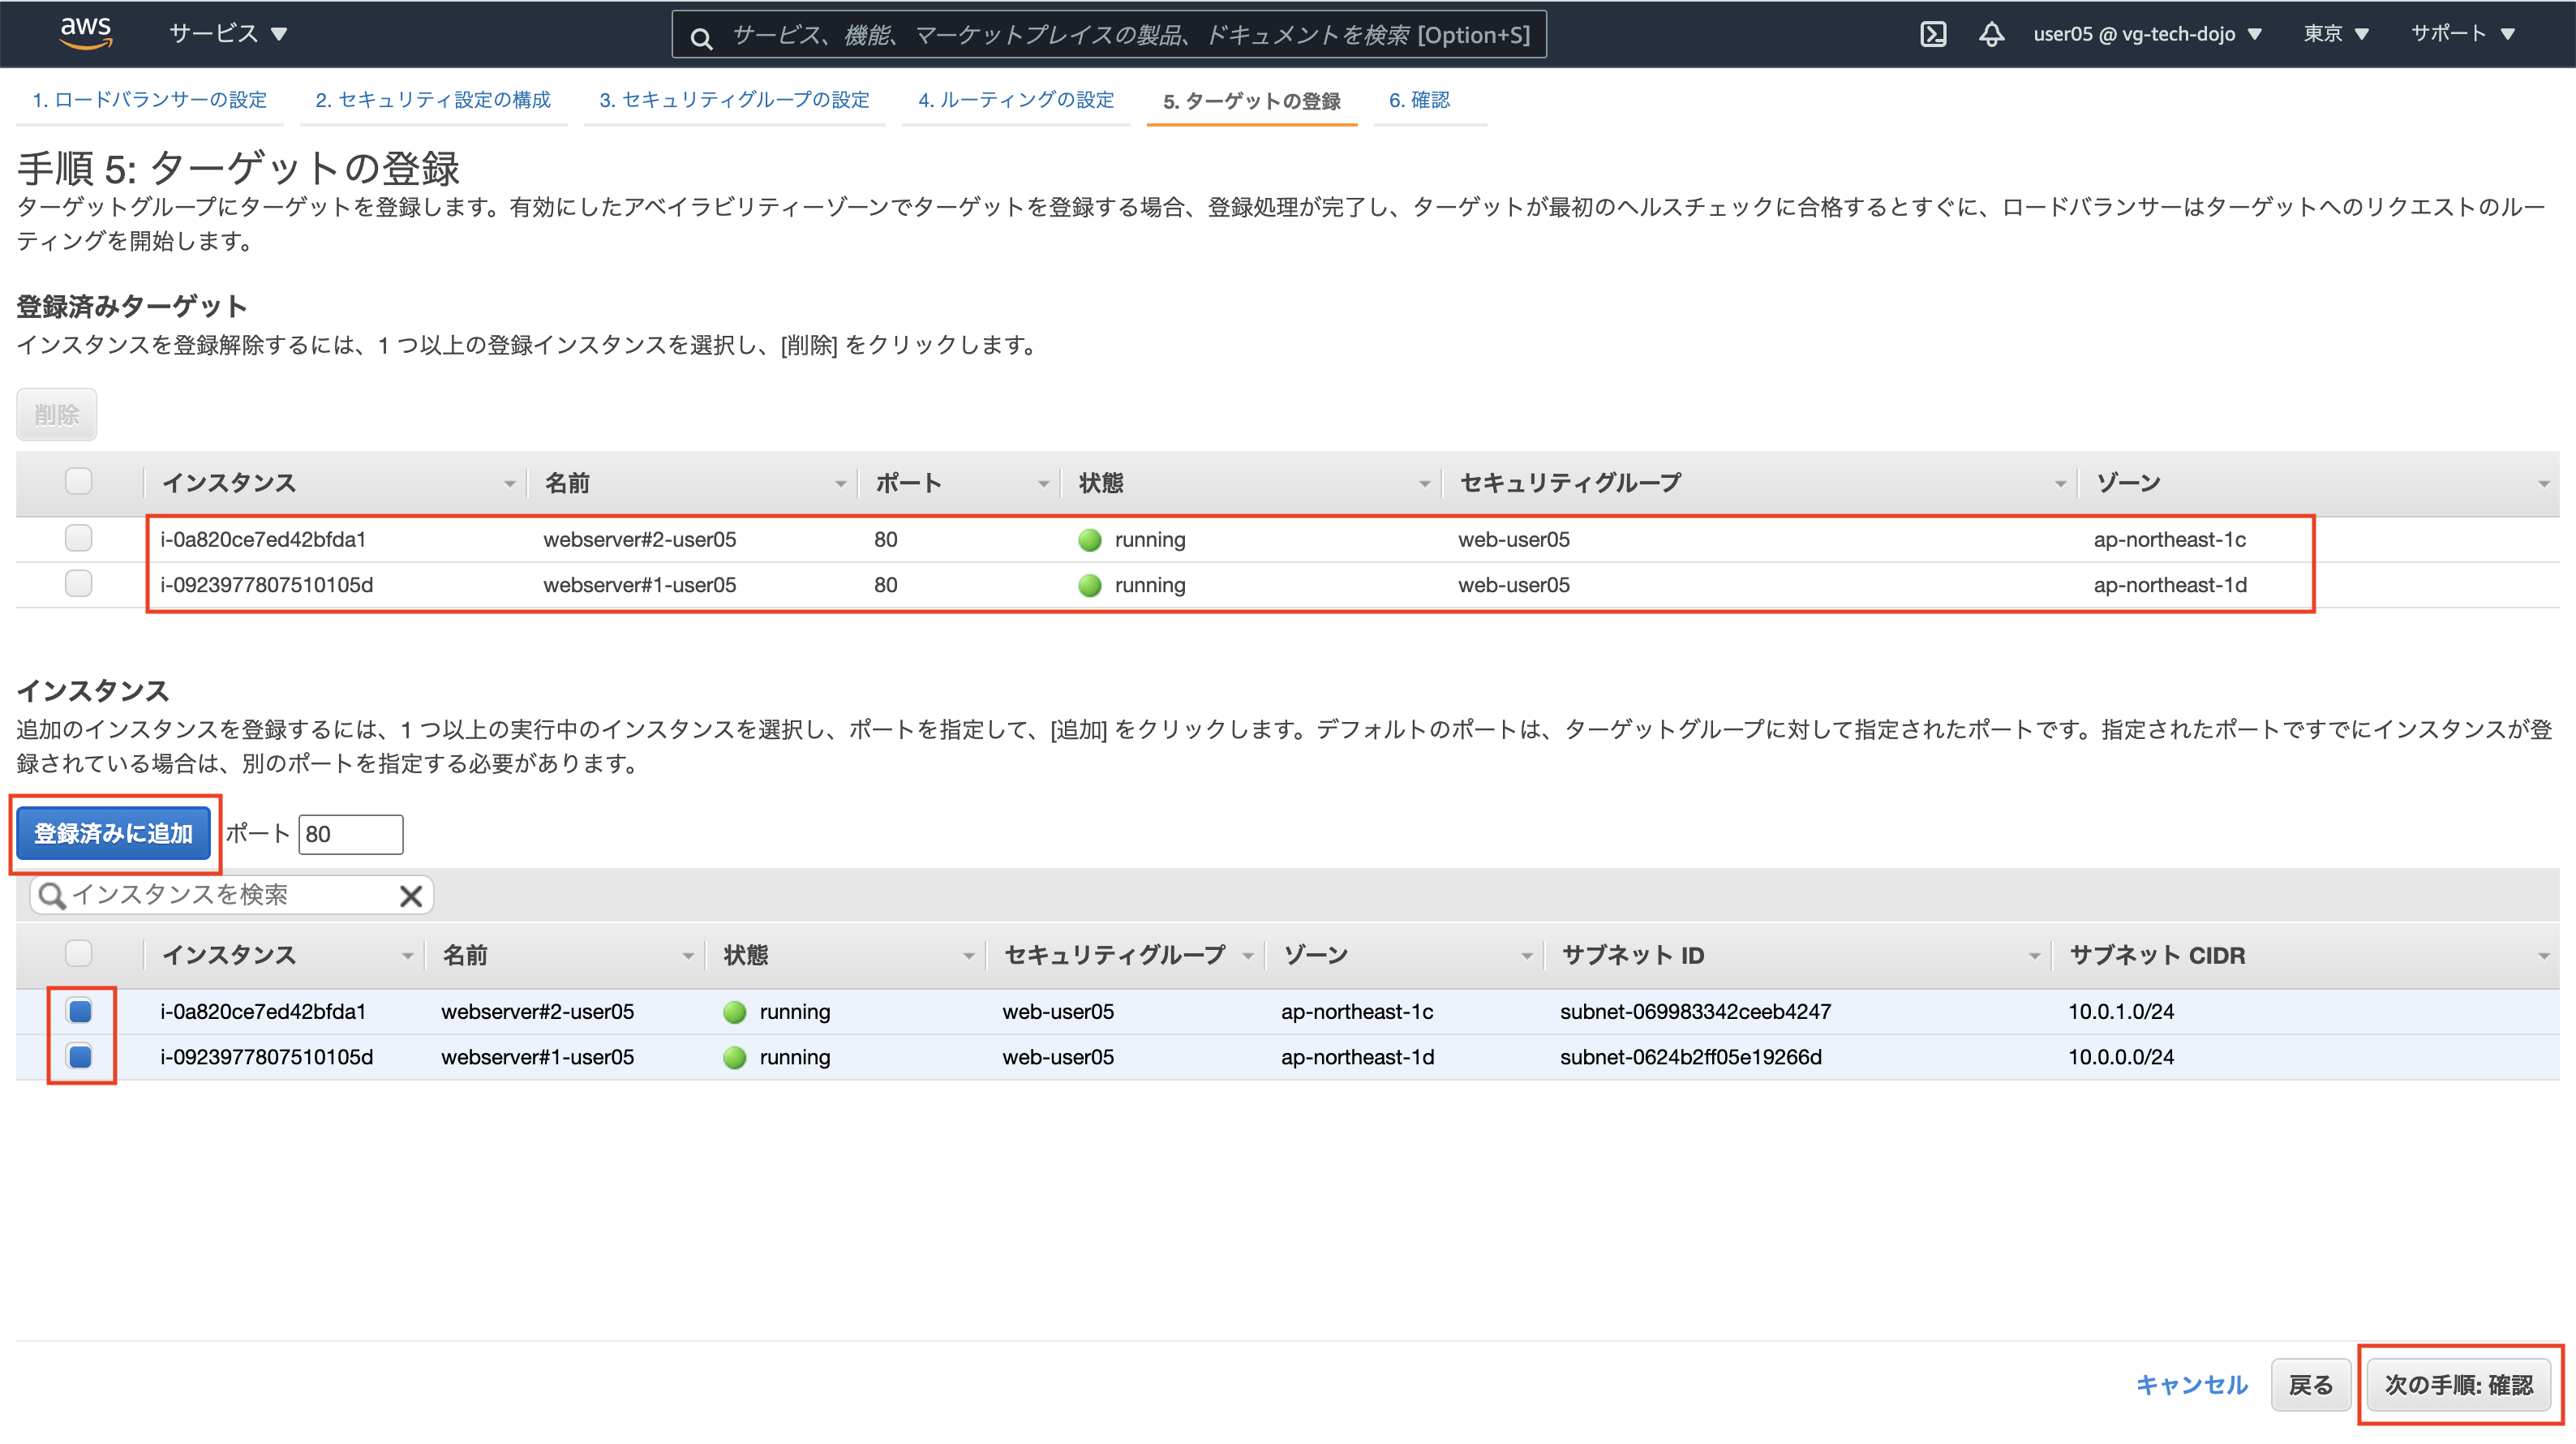 aws サービス サービス、機能、マーケットプレイスの製品、ドキュメントを検索 [Option+S] user05 @ vg-tech-dojo 東京 サポート
1. ロードバランサーの設定 2. セキュリティ設定の構成 3. セキュリティグループの設定 4. ルーティングの設定 5. ターゲットの登録 6. 確認
手順 5: ターゲットの登録
ターゲットグループにターゲットを登録します。有効にしたアベイラビリティーゾーンでターゲットを登録する場合、登録処理が完了し、ターゲットが最初のヘルスチェックに合格するとすぐに、ロードバランサーはターゲットへのリクエストのルー
ティングを開始します。
登録済みターゲット
インスタンスを登録解除するには、1 つ以上の登録インスタンスを選択し、[削除] をクリックします。
削除
インスタンス 名前 ポート 状態 セキュリティグループ ゾーン
i-0a820ce7ed42bfda1 webserver#2-user05 80 running web-user05 ap-northeast-1c
i-0923977807510105d webserver#1-user05 80 running web-user05 ap-northeast-1d
インスタンス
追加のインスタンスを登録するには、1 つ以上の実行中のインスタンスを選択し、ポートを指定して、[追加] をクリックします。デフォルトのポートは、ターゲットグループに対して指定されたポートです。指定されたポートですでにインスタンスが登
録されている場合は、別のポートを指定する必要があります。
登録済みに追加 ポート 80
インスタンスを検索
インスタンス 名前 状態 セキュリティグループ ゾーン サブネット ID サブネット CIDR
i-0a820ce7ed42bfda1 webserver#2-user05 running web-user05 ap-northeast-1c subnet-069983342ceeb4247 10.0.1.0/24
i-0923977807510105d webserver#1-user05 running web-user05 ap-northeast-1d subnet-0624b2ff05e19266d 10.0.0.0/24
キャンセル 戻る 次の手順: 確認